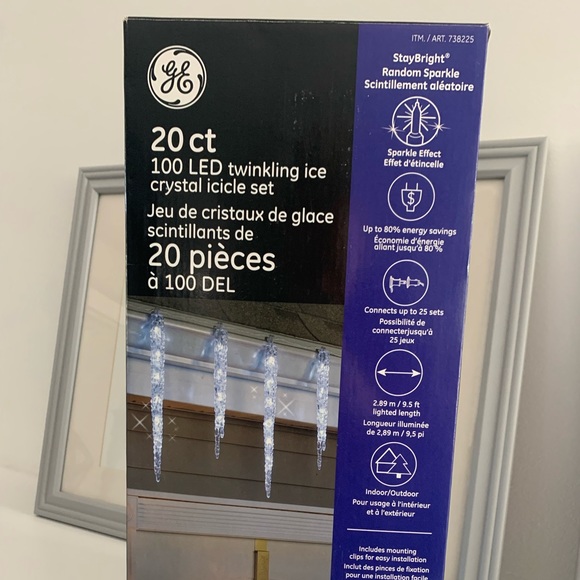 GE
20 ct
100 LED twinkling ice
crystal icicle set
Jeu de cristaux de glace
scintillants de
20 pièces
à 100 DEL
ITM. / ART. 738225
StayBright®
Random Sparkle
Scintillement aléatoire
Sparkle Effect
Effet d'étincelle
$
Up to 80% energy savings
Économie d'énergie
allant jusqu'à 80 %
Connects up to 25 sets
Possibilité de
connecterjusqu'à
25 jeux
2.89 m / 9.5 ft
lighted length
Longueur illuminée
de 2,89 m / 9,5 pi
Indoor/Outdoor
Pour usage à l'intérieur
et à l'extérieur
Includes mounting
clips for easy installation
Inclut des pinces de fixation
pour une installation facile